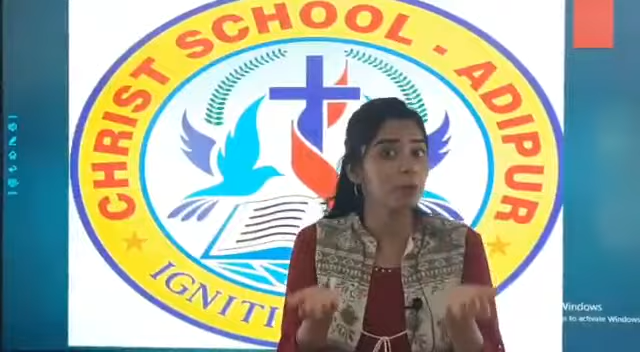 CHRIST SCHOOL - ADIPUR
IGNITI
Windows
s to activate Windows